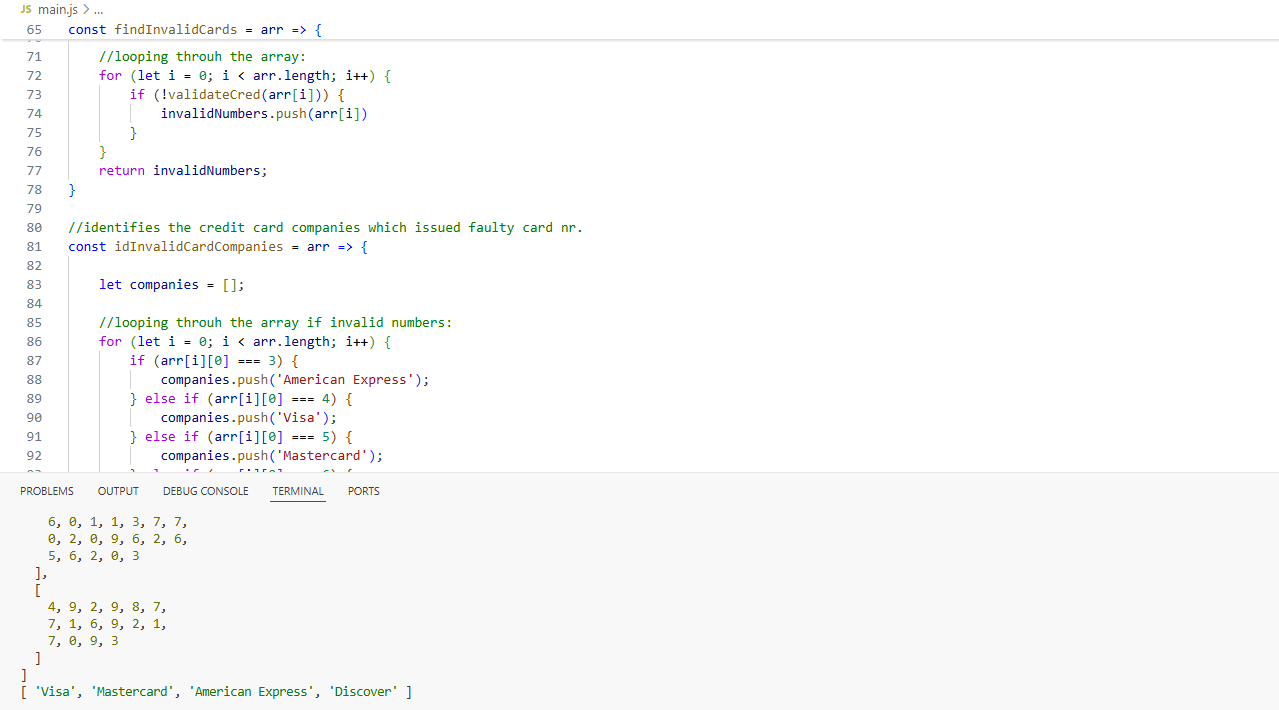 JS main.js > ...
65 const findInvalidCards = arr => {
71 //looping throuh the array:
72 for (let i = 0; i < arr.length; i++) {
73 if (!validateCred(arr[i])) {
74 invalidNumbers.push(arr[i])
75 }
76 }
77 return invalidNumbers;
78 }
79
80 //identifies the credit card companies which issued faulty card nr.
81 const idInvalidCardCompanies = arr => {
82
83 let companies = [];
84
85 //looping throuh the array if invalid numbers:
86 for (let i = 0; i < arr.length; i++) {
87 if (arr[i][0] === 3) {
88 companies.push('American Express');
89 } else if (arr[i][0] === 4) {
90 companies.push('Visa');
91 } else if (arr[i][0] === 5) {
92 companies.push('Mastercard');
PROBLEMS OUTPUT DEBUG CONSOLE TERMINAL PORTS
6, 0, 1, 1, 3, 7, 7,
0, 2, 0, 9, 6, 2, 6,
5, 6, 2, 0, 3
],
[
4, 9, 2, 9, 8, 7,
7, 1, 6, 9, 2, 1,
7, 0, 9, 3
]
]
[ 'Visa', 'Mastercard', 'American Express', 'Discover' ]